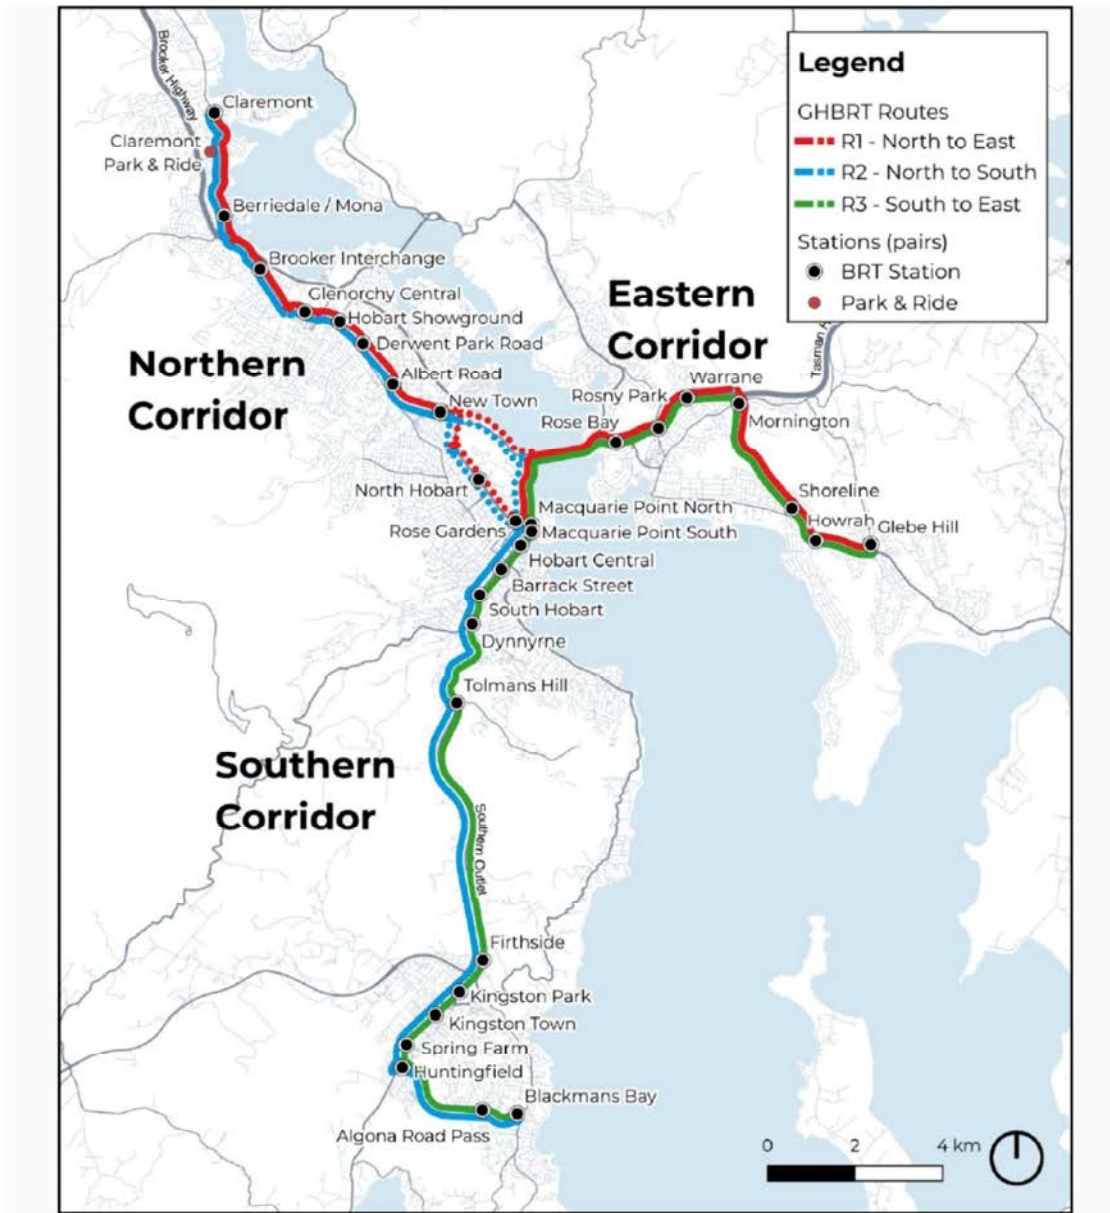 Legend
GHBRT Routes
R1 - North to East
R2 - North to South
R3 - South to East
Stations (pairs)
BRT Station
Park & Ride
Brooker Highway
Claremont
Claremont
Park & Ride
Berriedale / Mona
Brooker Interchange
Glenorchy Central
Hobart Showground
Derwent Park Road
Albert Road
New Town
Northern
Corridor
Eastern
Corridor
Warrane
Rosny Park
Rose Bay
Mornington
Shoreline
Howrah
Glebe Hill
Tasman
North Hobart
Rose Gardens
Macquarie Point North
Macquarie Point South
Hobart Central
Barrack Street
South Hobart
Dynnyrne
Tolmans Hill
Southern
Corridor
Southern Outlet
Firthside
Kingston Park
Kingston Town
Spring Farm
Huntingfield
Blackmans Bay
Algona Road Pass
0 2 4 km